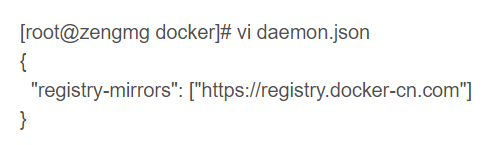 [root@zengmg docker]# vi daemon.json
{
  "registry-mirrors": ["https://registry.docker-cn.com"]
}